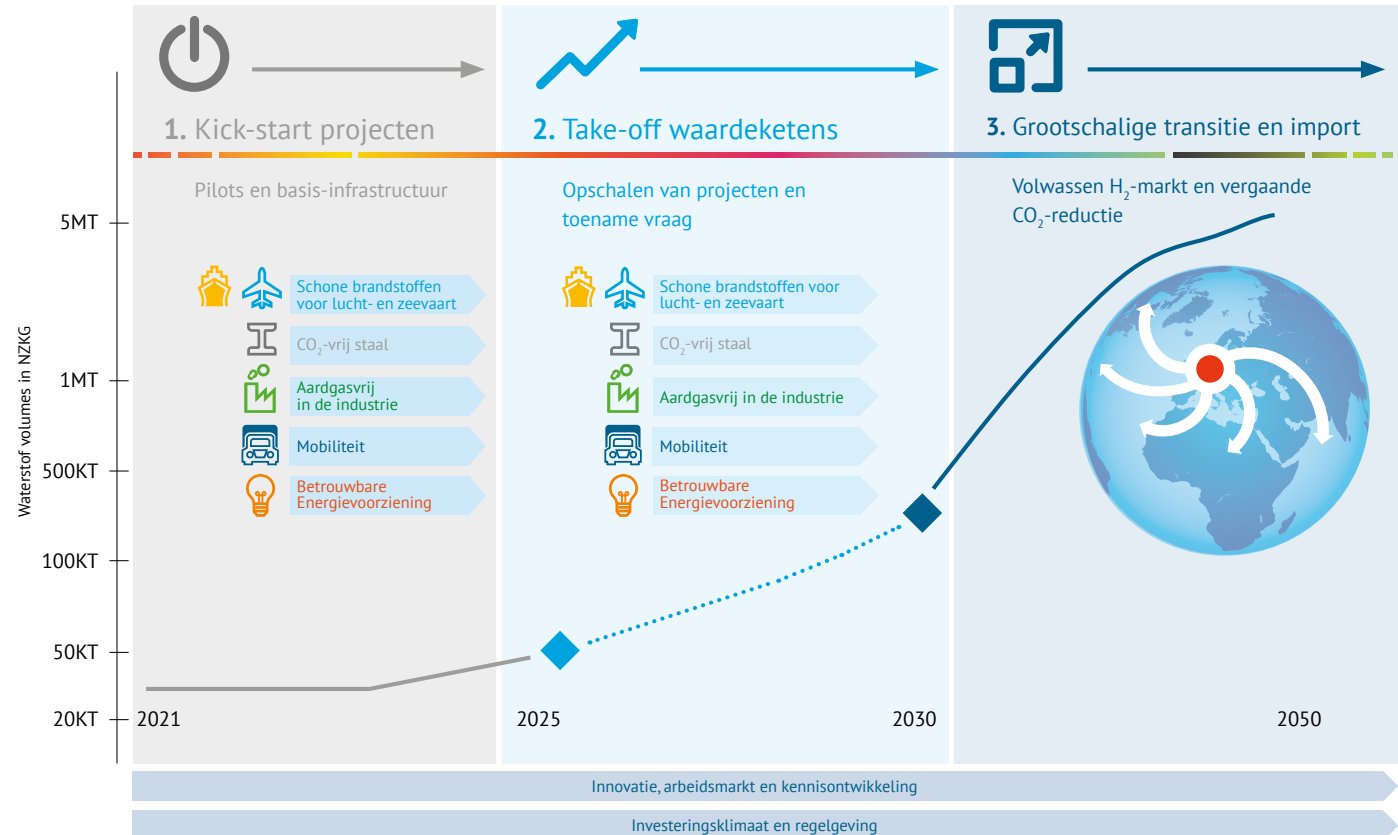 1. Kick-start projecten
2. Take-off waardeketens
3. Grootschalige transitie en import
Pilots en basis-infrastructuur
Opschalen van projecten en
toename vraag
Volwassen H₂-markt en vergaande
CO₂-reductie
Waterstof volumes in NZKG
5MT
1MT
500KT
100KT
50KT
20KT
Schone brandstoffen
voor lucht- en zeevaart
CO₂-vrij staal
Aardgasvrij
in de industrie
Mobiliteit
Betrouwbare
Energievoorziening
Schone brandstoffen voor
lucht- en zeevaart
CO₂-vrij staal
Aardgasvrij in de industrie
Mobiliteit
Betrouwbare
Energievoorziening
2021
2025
2030
2050
Innovatie, arbeidsmarkt en kennisontwikkeling
Investeringsklimaat en regelgeving